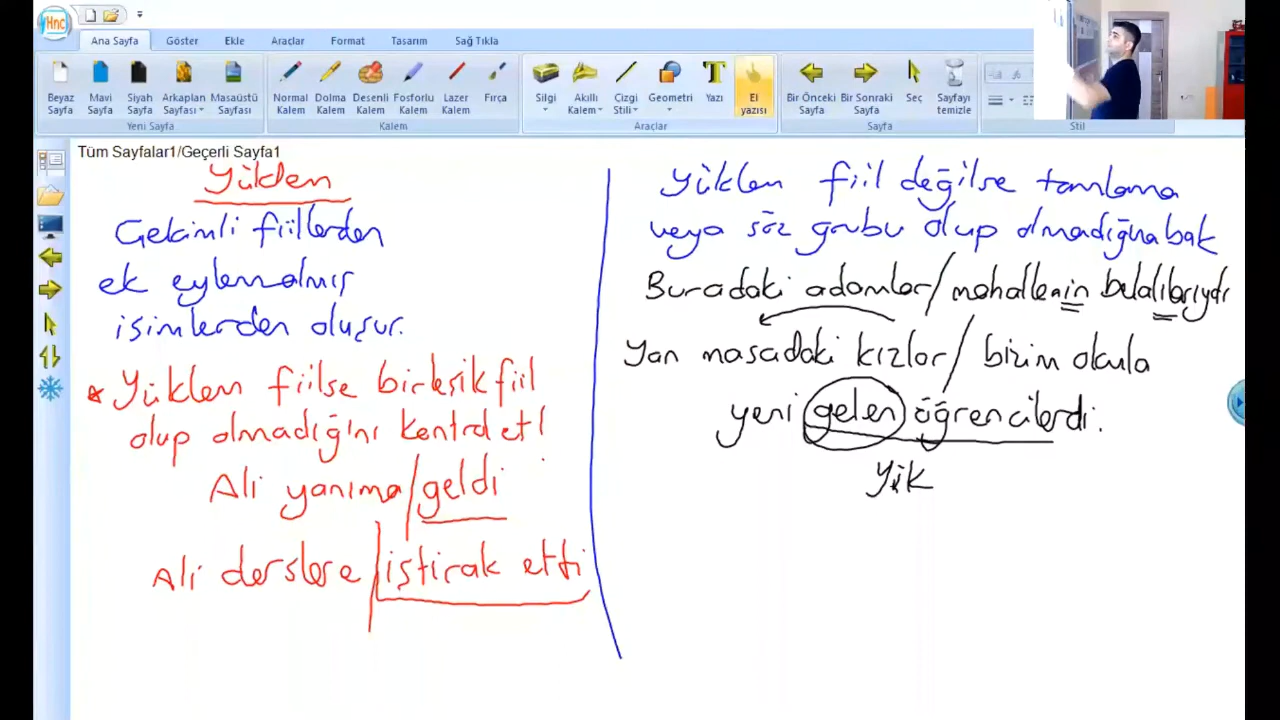 Ana Sayfa Göster Ekle Araçlar Format Tasarım Sağ Tıkla
Beyaz Sayfa Mavi Sayfa Siyah Sayfa Arkaplan Sayfası Masaüstü Sayfası Normal Kalem Dolma Kalem Desenli Kalem Fosforlu Kalem Lazer Kalem Fırça Silgi Akıllı Kalem Çizgi Stili Geometri Yazı El yazısı Bir Önceki Sayfa Bir Sonraki Sayfa Seç Sayfayı temizle
Yeni Sayfa Kalem Araçlar Sayfa Stil
Tüm Sayfalar1/Geçerli Sayfa1
Yüklem
Çekimli fiillerden
ek eylem almış
isimlerden oluşur.
* Yüklem fiilse birleşik fiil
olup olmadığını kontrol et!
Ali yanıma/geldi
Ali derslere/iştirak etti
Yüklem fiil değilse tamlama
veya söz grubu olup olmadığına bak
Buradaki adamlar/mahallenin belalılarıydı
Yan masadaki kızlar/bizim okula
yeni gelen öğrencilerdi.
Yük